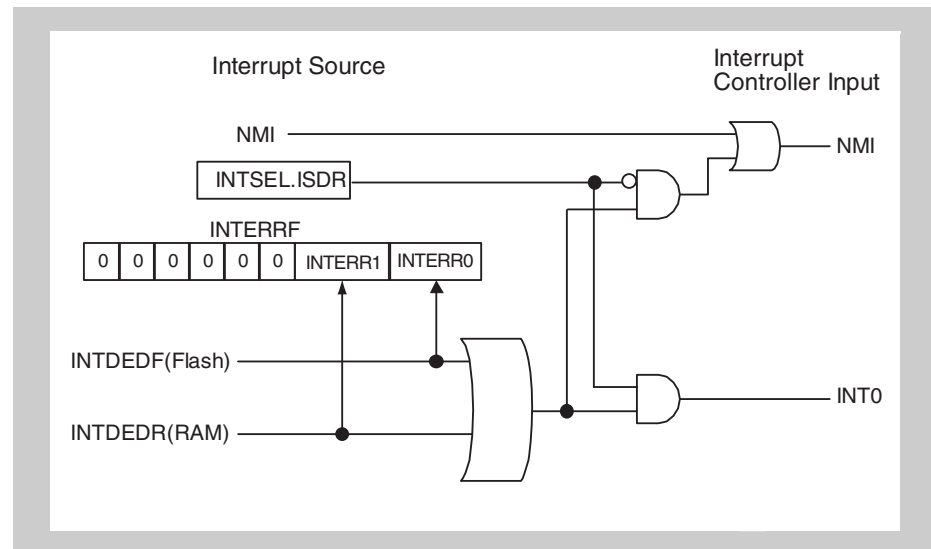 Interrupt Source
Interrupt
Controller Input
NMI
NMI
INTSEL.ISDR
INTERRF
0 0 0 0 0 0 INTERR1 INTERR0
INTDEDF(Flash)
INT0
INTDEDR(RAM)